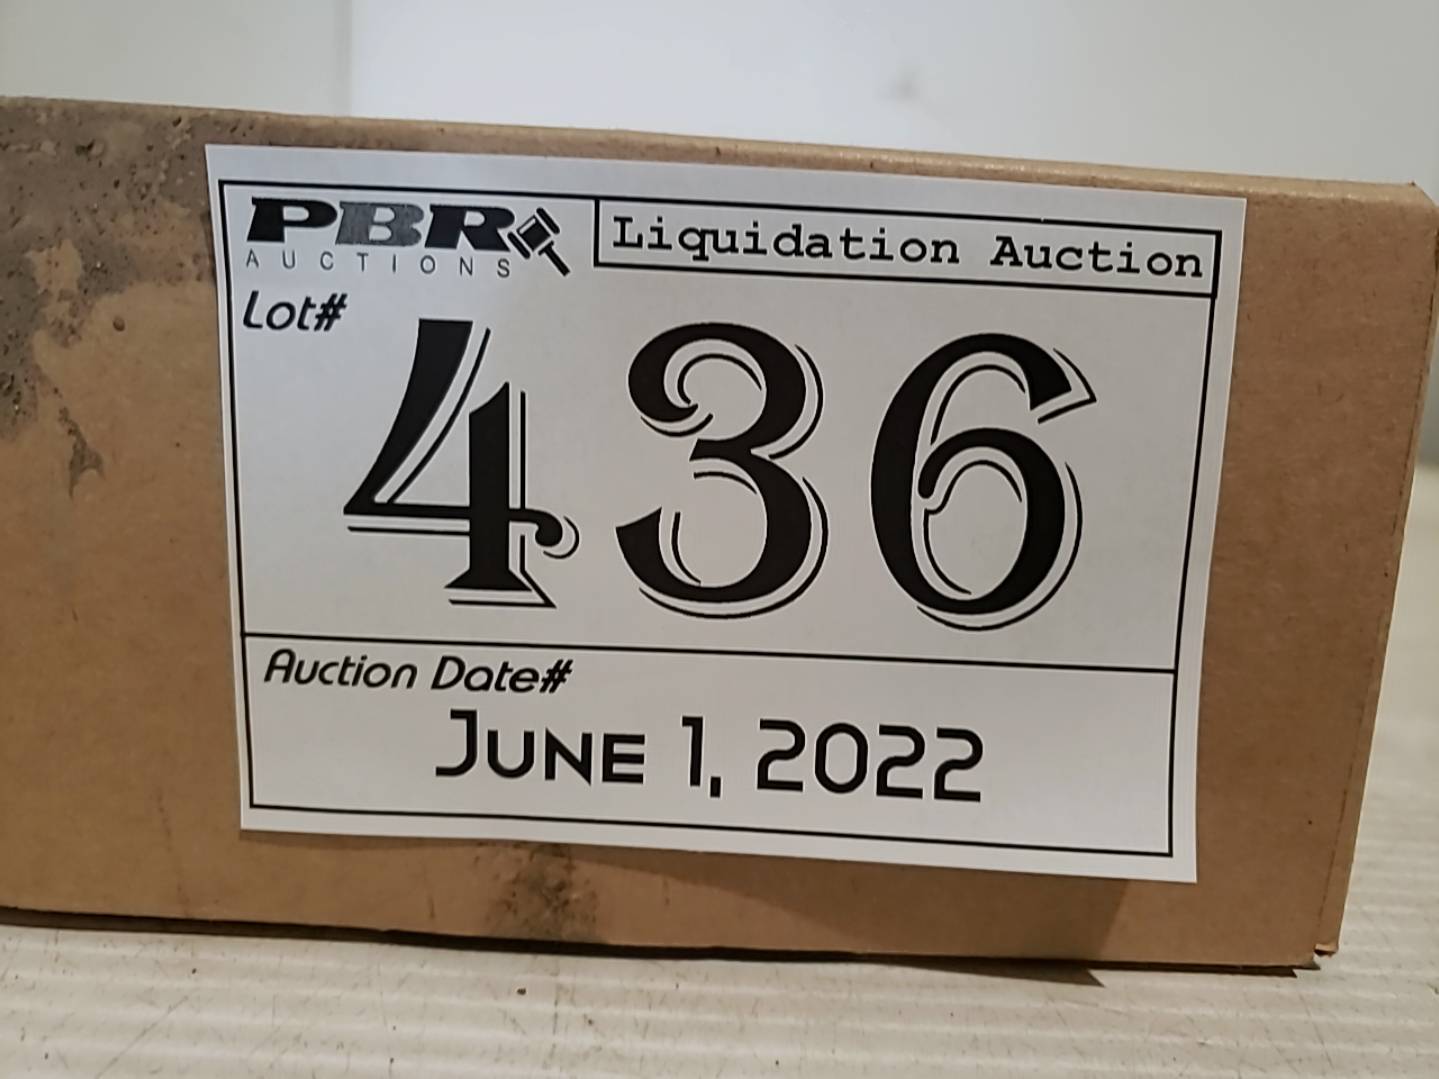 PBR
AUCTIONS
Liquidation Auction
Lot#
436
Auction Date#
JUNE 1, 2022